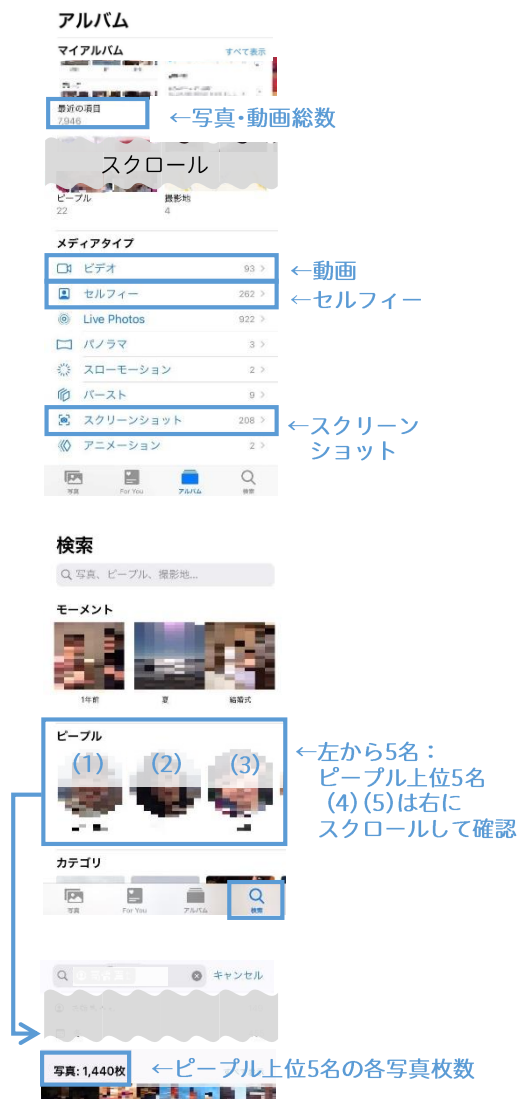 アルバム
マイアルバム すべて表示
最近の項目
7,946
←写真・動画総数
スクロール
ピープル 撮影地
22 4
メディアタイプ
ビデオ 93
←動画
セルフィー 262
←セルフィー
Live Photos 922
パノラマ 3
スローモーション 2
バースト 9
スクリーンショット 208
←スクリーン
ショット
アニメーション 2
写真 For You アルバム 検索
検索
写真、ピープル、撮影地...
モーメント
1年前 夏 結婚式
ピープル
(1) (2) (3)
←左から5名：
ピープル上位5名
(4)(5)は右に
スクロールして確認
カテゴリ
写真 For You アルバム 検索
キャンセル
写真: 1,440枚
←ピープル上位5名の各写真枚数